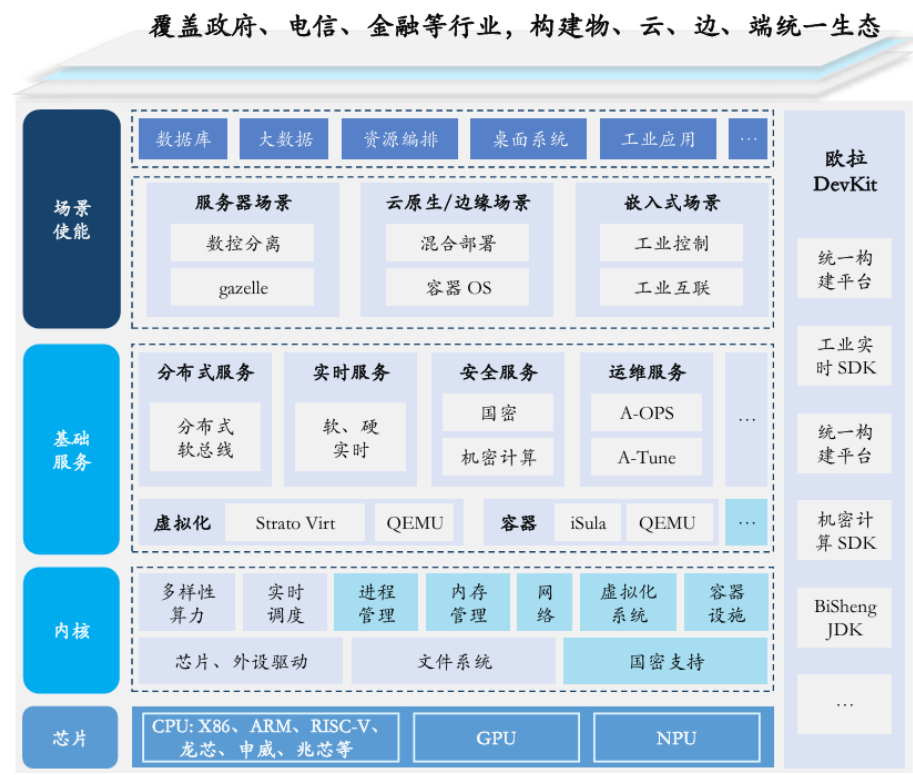 覆盖政府、电信、金融等行业，构建物、云、边、端统一生态
场景
使能
数据库
大数据
资源编排
桌面系统
工业应用
…
服务器场景
数控分离
gazelle
云原生/边缘场景
混合部署
容器 OS
嵌入式场景
工业控制
工业互联
基础
服务
分布式服务
分布式
软总线
实时服务
软、硬
实时
安全服务
国密
机密计算
运维服务
A-OPS
A-Tune
…
虚拟化
Strato Virt
QEMU
容器
iSula
QEMU
…
内核
多样性
算力
实时
调度
进程
管理
内存
管理
网
络
虚拟化
系统
容器
设施
芯片、外设驱动
文件系统
国密支持
芯片
CPU: X86、ARM、RISC-V、
龙芯、申威、兆芯等
GPU
NPU
欧拉
DevKit
统一构
建平台
工业实
时 SDK
统一构
建平台
机密计
算 SDK
BiSheng
JDK
…